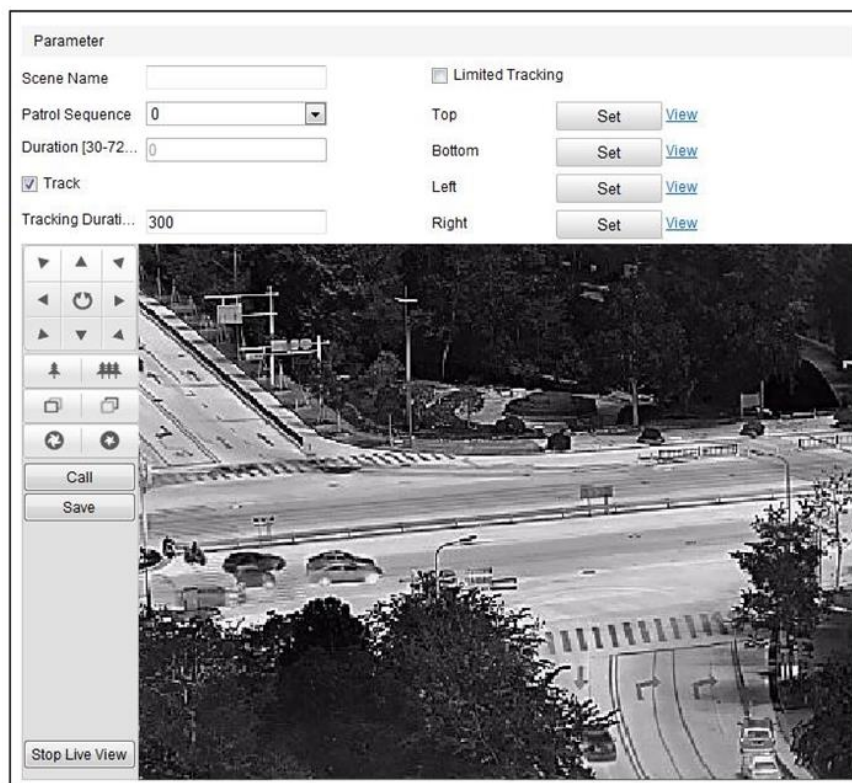 Parameter
Scene Name
Limited Tracking
Patrol Sequence 0
Top Set View
Duration [30-72... 0
Bottom Set View
Track
Left Set View
Tracking Durati... 300
Right Set View
Call
Save
Stop Live View